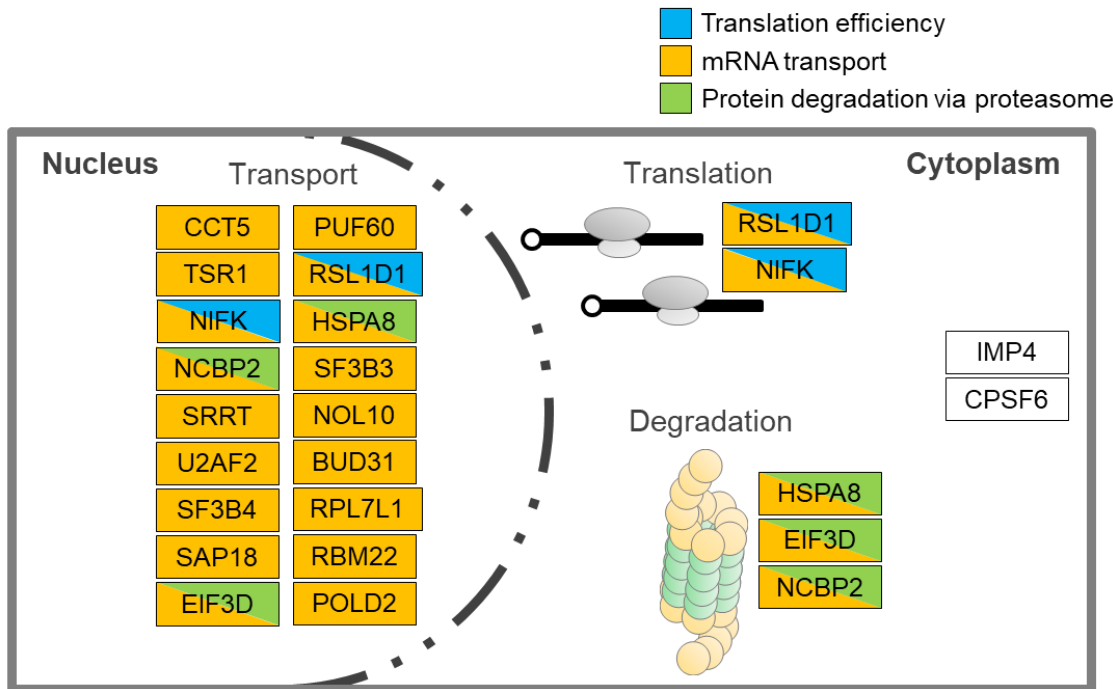 Translation efficiency
mRNA transport
Protein degradation via proteasome
Nucleus
Transport
Translation
Cytoplasm
CCT5
PUF60
TSR1
RSL1D1
NIFK
HSPA8
NCBP2
SF3B3
SRRT
NOL10
U2AF2
BUD31
SF3B4
RPL7L1
SAP18
RBM22
EIF3D
POLD2
RSL1D1
NIFK
IMP4
CPSF6
Degradation
HSPA8
EIF3D
NCBP2